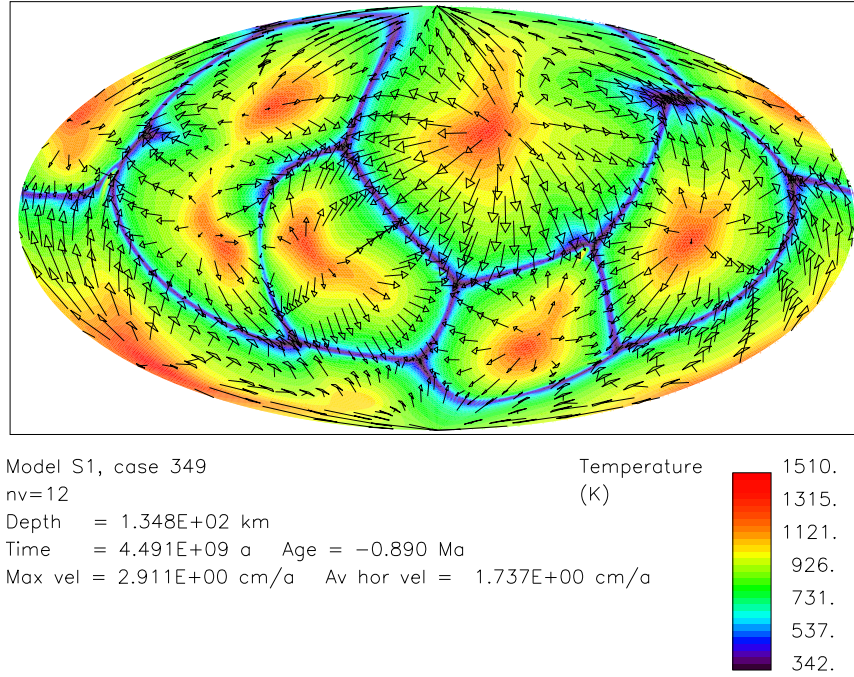 Model S1, case 349
nv=12
Depth = 1.348E+02 km
Time = 4.491E+09 a Age = -0.890 Ma
Max vel = 2.911E+00 cm/a Av hor vel = 1.737E+00 cm/a
Temperature
(K)
1510.
1315.
1121.
926.
731.
537.
342.